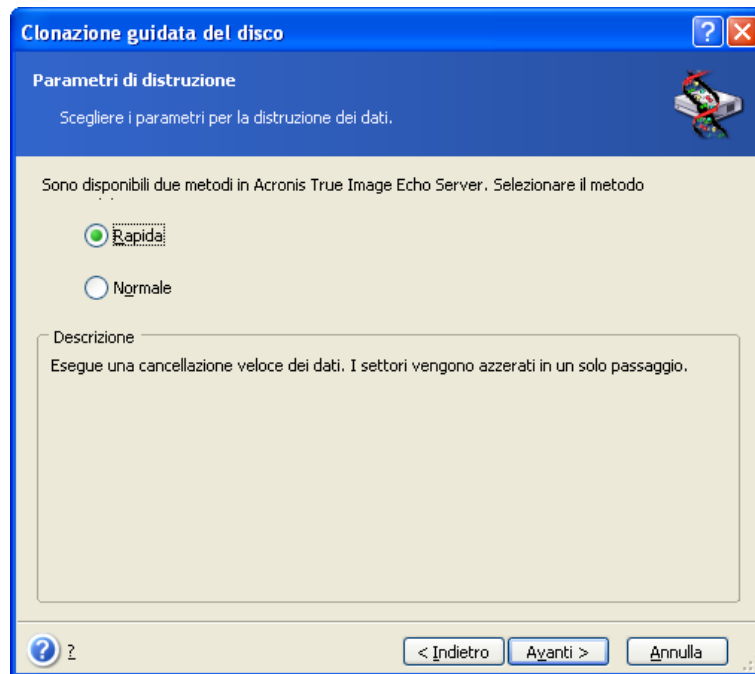 Clonazione guidata del disco
Parametri di distruzione
Scegliere i parametri per la distruzione dei dati.
Sono disponibili due metodi in Acronis True Image Echo Server. Selezionare il metodo
Rapida
Normale
Descrizione
Esegue una cancellazione veloce dei dati. I settori vengono azzerati in un solo passaggio.
?
< Indietro
Avanti >
Annulla